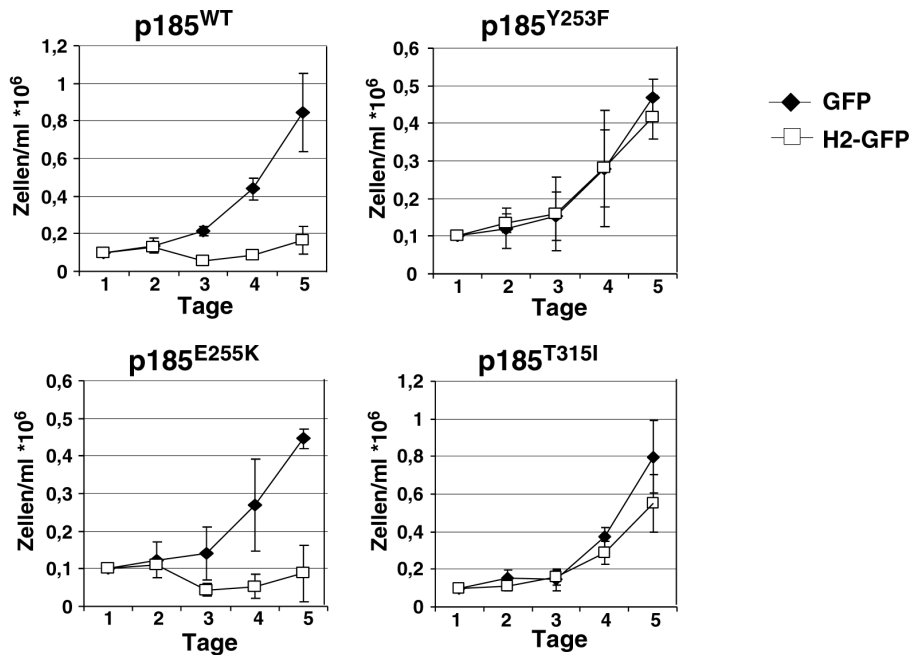 p185WT
1,2
1
0,8
0,6
0,4
0,2
0
Zellen/ml *10⁶
1 2 3 4 5
Tage
p185Y253F
0,6
0,5
0,4
0,3
0,2
0,1
0
Zellen/ml *10⁶
1 2 3 4 5
Tage
GFP
H2-GFP
p185E255K
0,6
0,5
0,4
0,3
0,2
0,1
0
Zellen/ml *10⁶
1 2 3 4 5
Tage
p185T315I
1,2
1
0,8
0,6
0,4
0,2
0
Zellen/ml *10⁶
1 2 3 4 5
Tage